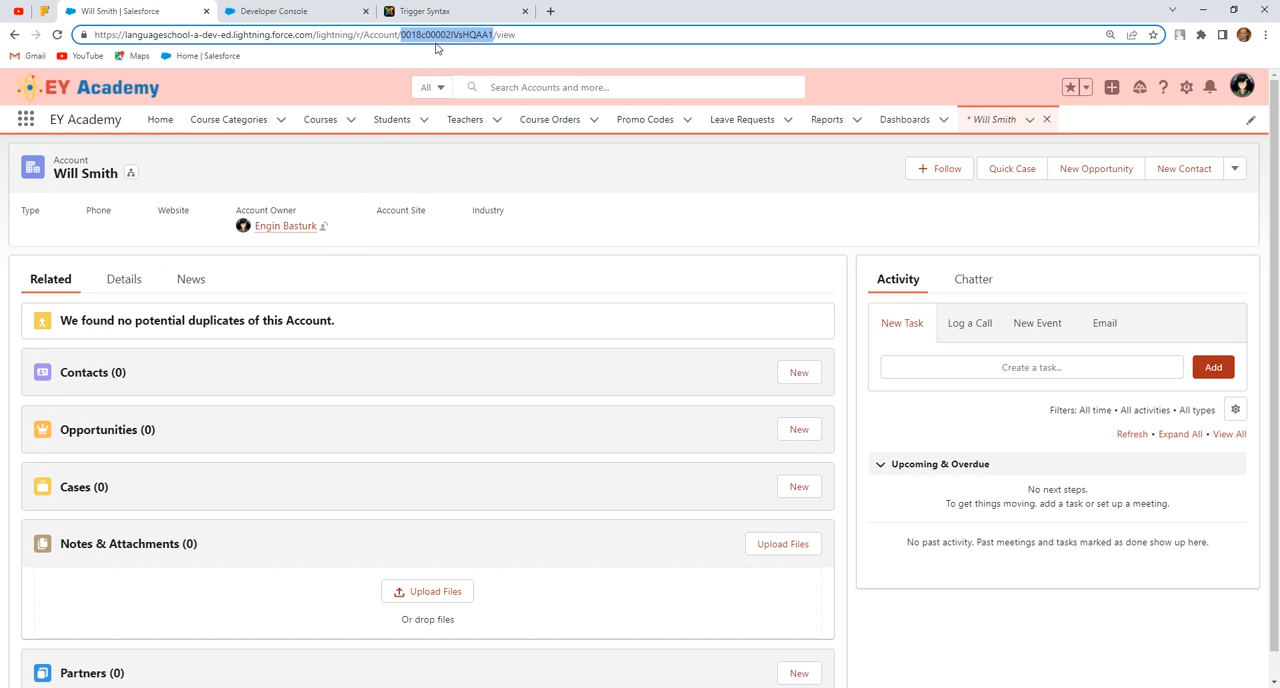 Will Smith | Salesforce
Developer Console
Trigger Syntax
https://languageschool-a-dev-ed.lightning.force.com/lightning/r/Account/0018c00002IVsHQAA1/view
Gmail
YouTube
Maps
Home | Salesforce
EY Academy
All
Search Accounts and more...
EY Academy
Home
Course Categories
Courses
Students
Teachers
Course Orders
Promo Codes
Leave Requests
Reports
Dashboards
* Will Smith
Account
Will Smith
Follow
Quick Case
New Opportunity
New Contact
Type
Phone
Website
Account Owner
Account Site
Industry
Engin Basturk
Related
Details
News
We found no potential duplicates of this Account.
Contacts (0)
New
Opportunities (0)
New
Cases (0)
New
Notes & Attachments (0)
Upload Files
Upload Files
Or drop files
Partners (0)
New
Activity
Chatter
New Task
Log a Call
New Event
Email
Create a task...
Add
Filters: All time • All activities • All types
Refresh • Expand All • View All
Upcoming & Overdue
No next steps.
To get things moving, add a task or set up a meeting.
No past activity. Past meetings and tasks marked as done show up here.